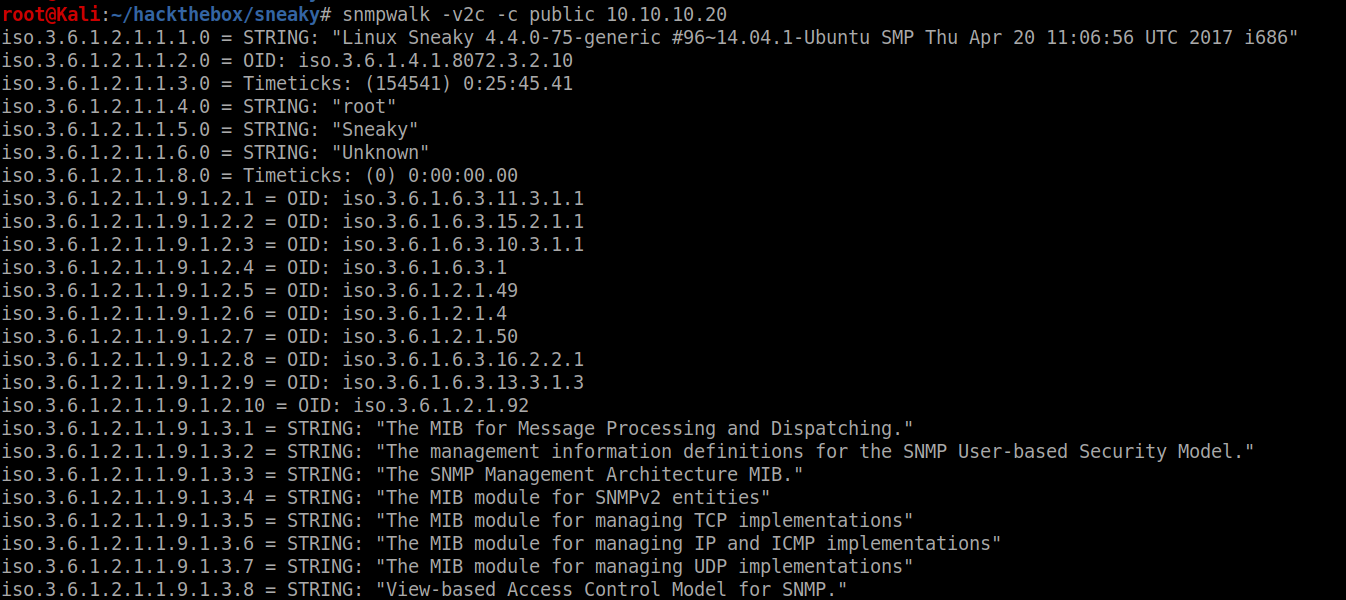 root@Kali:~/hackthebox/sneaky# snmpwalk -v2c -c public 10.10.10.20
iso.3.6.1.2.1.1.1.0 = STRING: "Linux Sneaky 4.4.0-75-generic #96~14.04.1-Ubuntu SMP Thu Apr 20 11:06:56 UTC 2017 i686"
iso.3.6.1.2.1.1.2.0 = OID: iso.3.6.1.4.1.8072.3.2.10
iso.3.6.1.2.1.1.3.0 = Timeticks: (154541) 0:25:45.41
iso.3.6.1.2.1.1.4.0 = STRING: "root"
iso.3.6.1.2.1.1.5.0 = STRING: "Sneaky"
iso.3.6.1.2.1.1.6.0 = STRING: "Unknown"
iso.3.6.1.2.1.1.8.0 = Timeticks: (0) 0:00:00.00
iso.3.6.1.2.1.1.9.1.2.1 = OID: iso.3.6.1.6.3.11.3.1.1
iso.3.6.1.2.1.1.9.1.2.2 = OID: iso.3.6.1.6.3.15.2.1.1
iso.3.6.1.2.1.1.9.1.2.3 = OID: iso.3.6.1.6.3.10.3.1.1
iso.3.6.1.2.1.1.9.1.2.4 = OID: iso.3.6.1.6.3.1
iso.3.6.1.2.1.1.9.1.2.5 = OID: iso.3.6.1.2.1.49
iso.3.6.1.2.1.1.9.1.2.6 = OID: iso.3.6.1.2.1.4
iso.3.6.1.2.1.1.9.1.2.7 = OID: iso.3.6.1.2.1.50
iso.3.6.1.2.1.1.9.1.2.8 = OID: iso.3.6.1.6.3.16.2.2.1
iso.3.6.1.2.1.1.9.1.2.9 = OID: iso.3.6.1.6.3.13.3.1.3
iso.3.6.1.2.1.1.9.1.2.10 = OID: iso.3.6.1.2.1.92
iso.3.6.1.2.1.1.9.1.3.1 = STRING: "The MIB for Message Processing and Dispatching."
iso.3.6.1.2.1.1.9.1.3.2 = STRING: "The management information definitions for the SNMP User-based Security Model."
iso.3.6.1.2.1.1.9.1.3.3 = STRING: "The SNMP Management Architecture MIB."
iso.3.6.1.2.1.1.9.1.3.4 = STRING: "The MIB module for SNMPv2 entities"
iso.3.6.1.2.1.1.9.1.3.5 = STRING: "The MIB module for managing TCP implementations"
iso.3.6.1.2.1.1.9.1.3.6 = STRING: "The MIB module for managing IP and ICMP implementations"
iso.3.6.1.2.1.1.9.1.3.7 = STRING: "The MIB module for managing UDP implementations"
iso.3.6.1.2.1.1.9.1.3.8 = STRING: "View-based Access Control Model for SNMP."